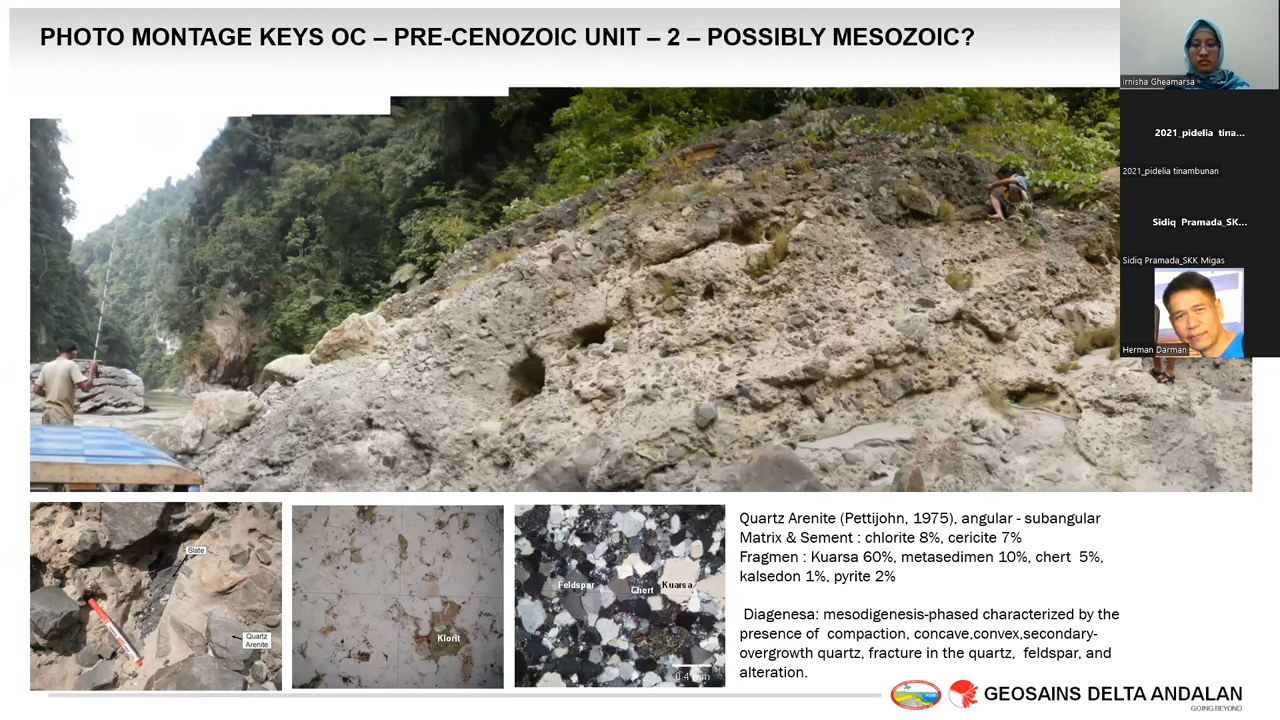 PHOTO MONTAGE KEYS OC – PRE-CENOZOIC UNIT – 2 – POSSIBLY MESOZOIC?
Irnisha Gheamarsa
2021_pidelia tina...
2021_pidelia tinambunan
Sidiq Pramada_SK...
Sidiq Pramada_SKK Migas
Herman Darman
Slate
Quartz
Arenite
Klorit
Feldspar
Chert
Kuarsa
0.4 mm
Quartz Arenite (Pettijohn, 1975), angular - subangular
Matrix & Sement : chlorite 8%, cericite 7%
Fragmen : Kuarsa 60%, metasedimen 10%, chert 5%,
kalsedon 1%, pyrite 2%
Diagenesa: mesodigenesis-phased characterized by the
presence of compaction, concave,convex,secondary-
overgrowth quartz, fracture in the quartz, feldspar, and
alteration.
GEOSAINS DELTA ANDALAN
GOING BEYOND